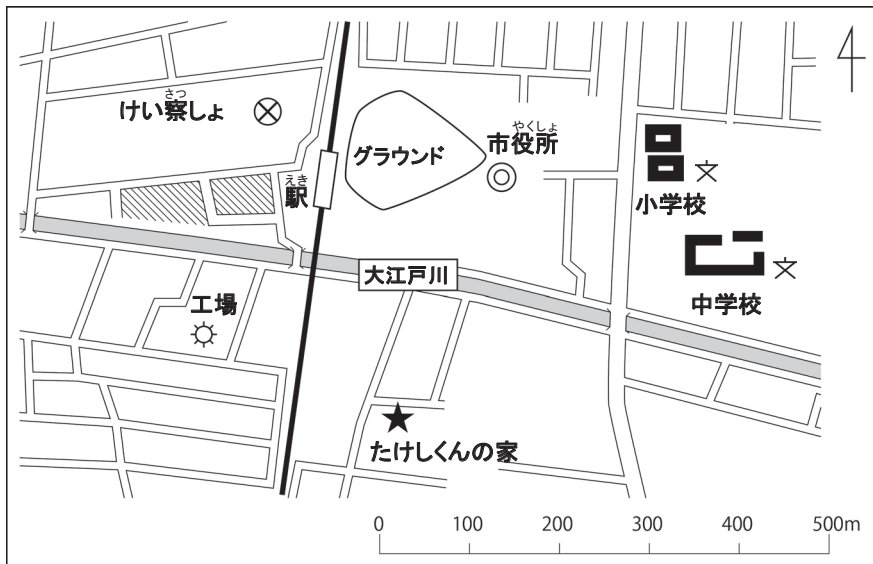 けい察しょ
さつ
グラウンド
市役所
やくしょ
駅
えき
小学校
大江戸川
中学校
工場
たけしくんの家
0 100 200 300 400 500m